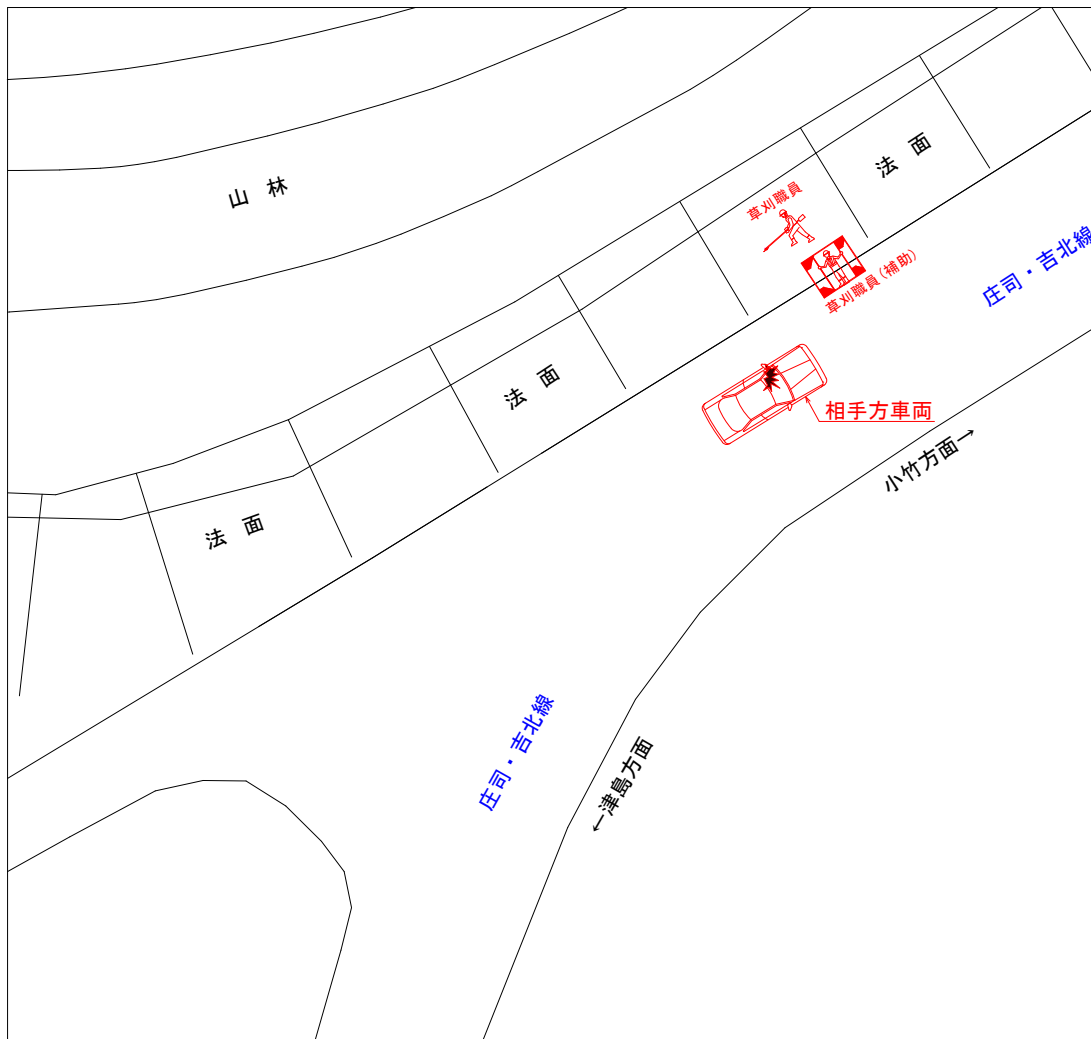 山 林
法 面
草刈職員
草刈職員(補助)
庄司・吉北線
法 面
相手方車両
小竹方面→
法 面
庄司・吉北線
←津島方面